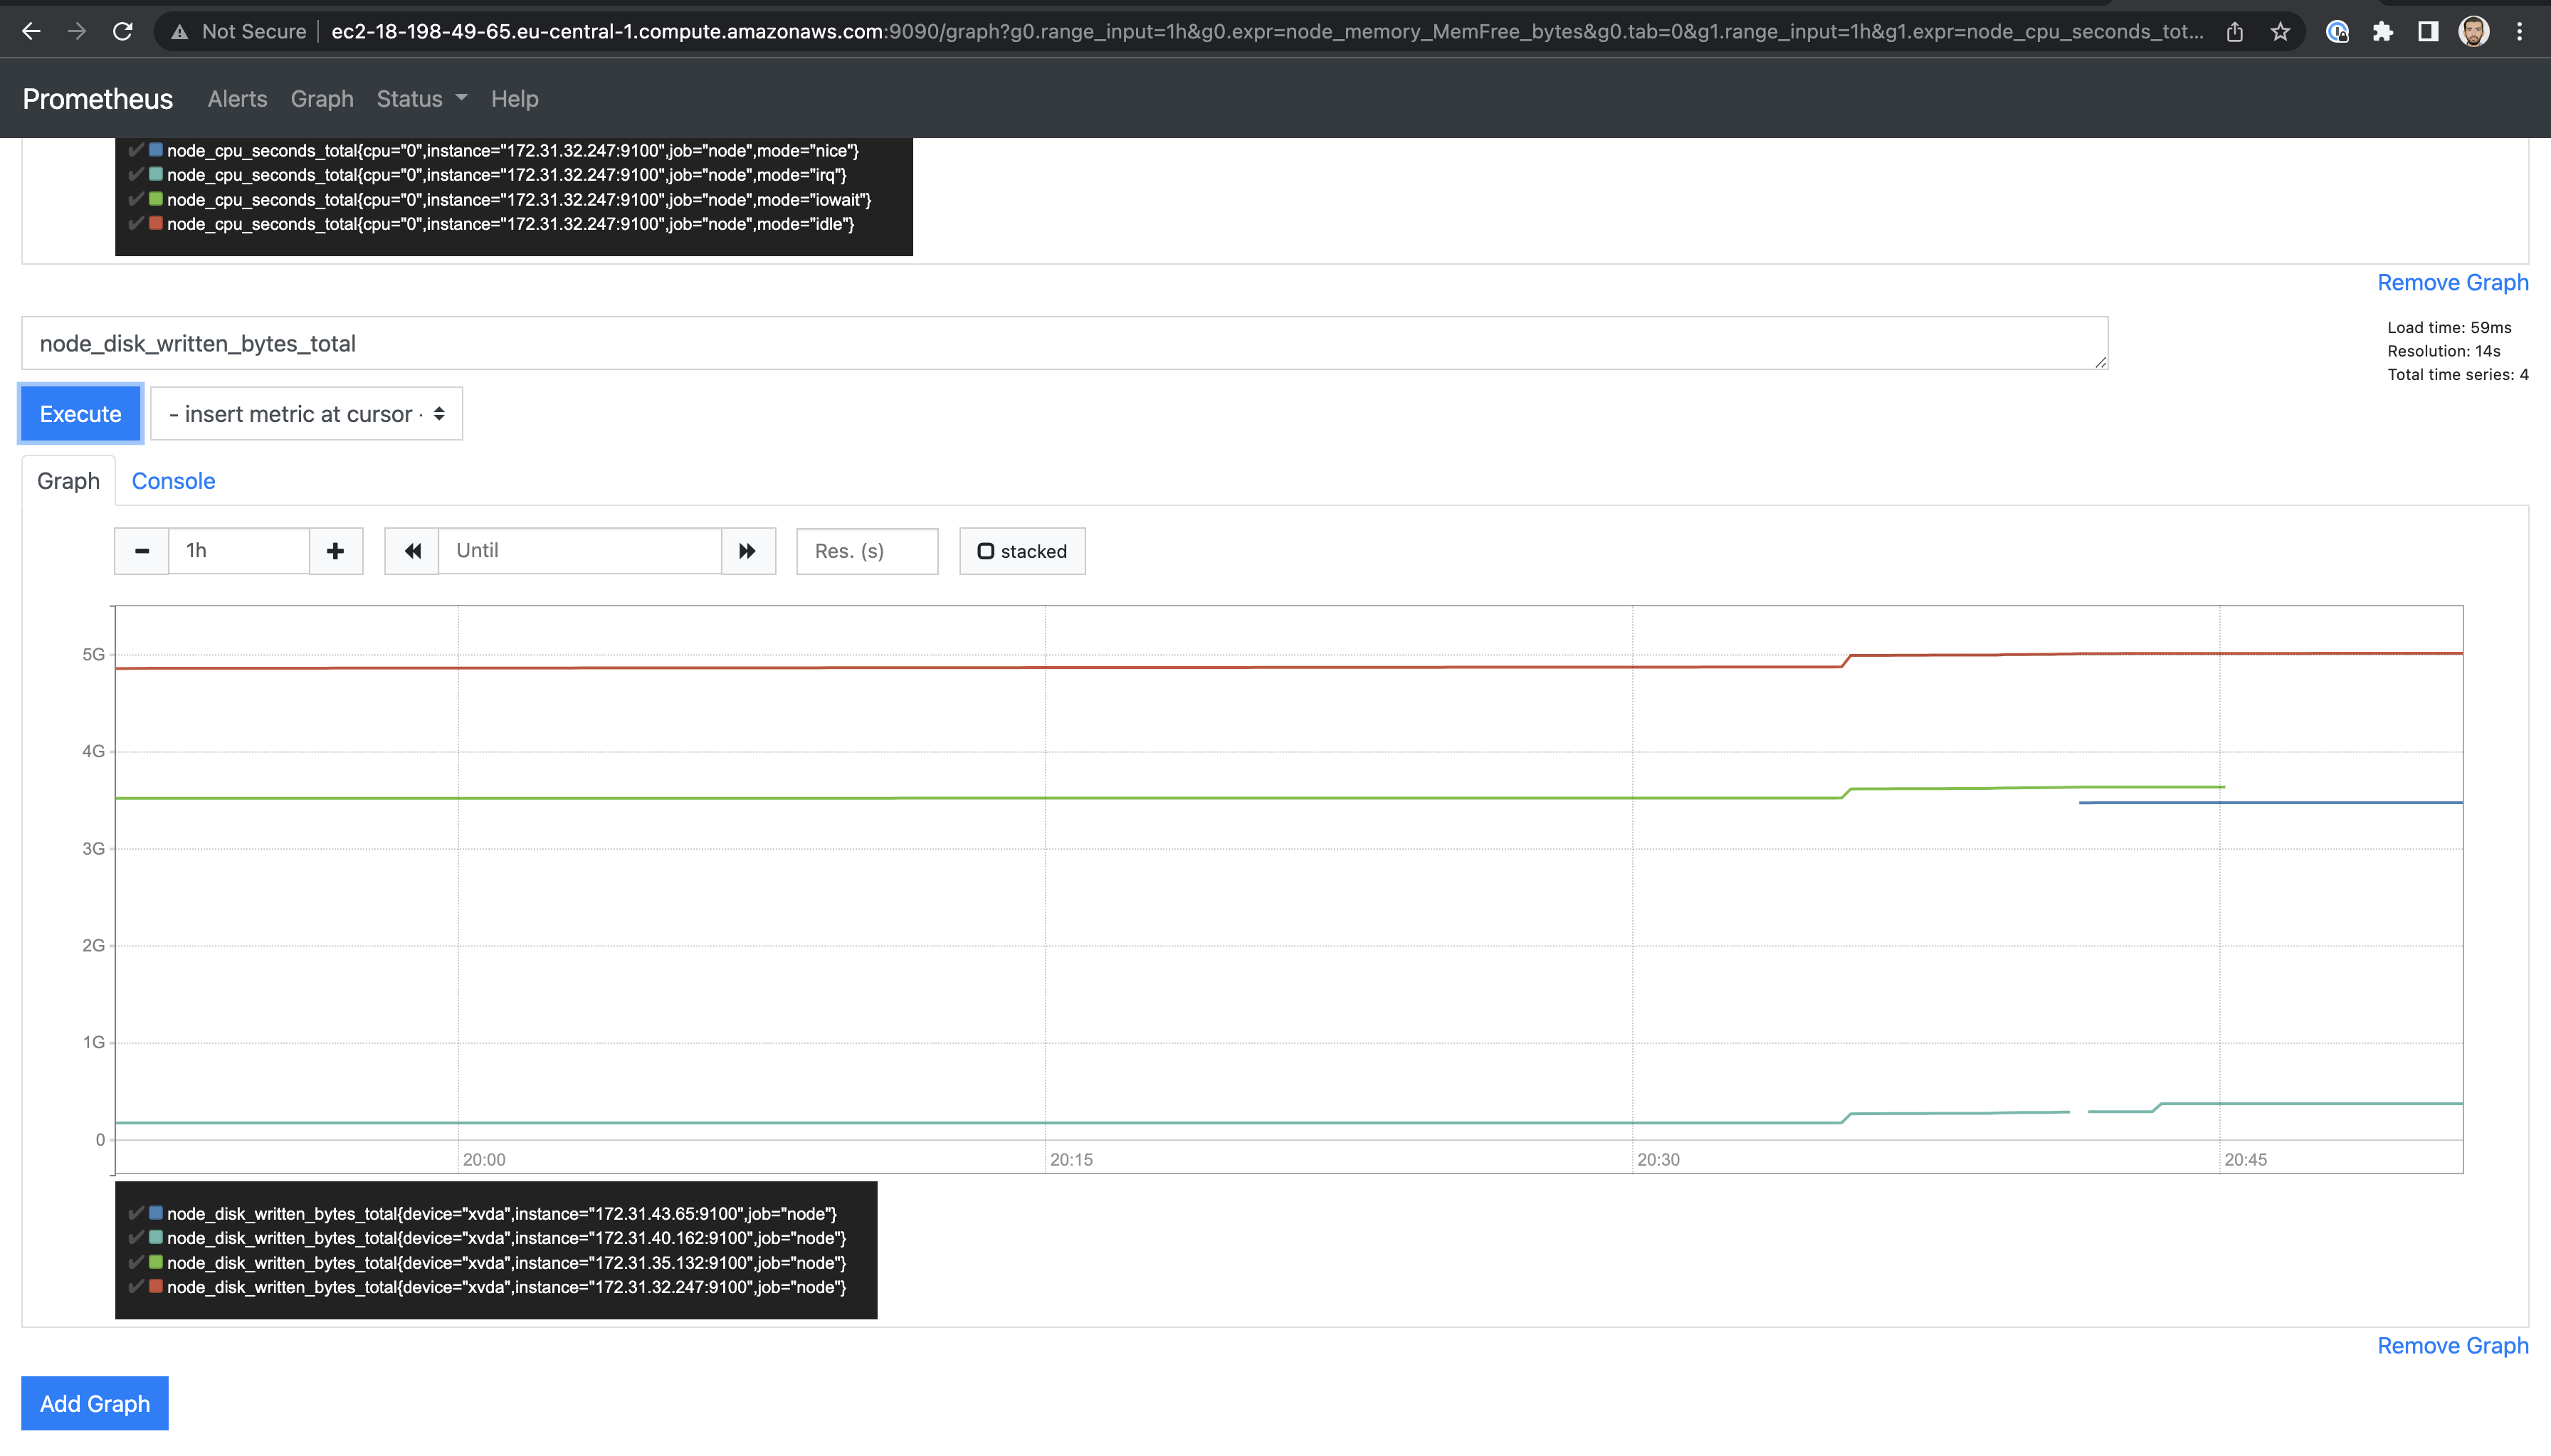 Not Secure ec2-18-198-49-65.eu-central-1.compute.amazonaws.com:9090/graph?g0.range_input=1h&g0.expr=node_memory_MemFree_bytes&g0.tab=0&g1.range_input=1h&g1.expr=node_cpu_seconds_tot...
Prometheus Alerts Graph Status Help
node_cpu_seconds_total{cpu="0",instance="172.31.32.247:9100",job="node",mode="nice"}
node_cpu_seconds_total{cpu="0",instance="172.31.32.247:9100",job="node",mode="irq"}
node_cpu_seconds_total{cpu="0",instance="172.31.32.247:9100",job="node",mode="iowait"}
node_cpu_seconds_total{cpu="0",instance="172.31.32.247:9100",job="node",mode="idle"}
Remove Graph
node_disk_written_bytes_total
Load time: 59ms
Resolution: 14s
Total time series: 4
Execute - insert metric at cursor -
Graph Console
1h Until Res. (s) stacked
5G
4G
3G
2G
1G
0
20:00 20:15 20:30 20:45
node_disk_written_bytes_total{device="xvda",instance="172.31.43.65:9100",job="node"}
node_disk_written_bytes_total{device="xvda",instance="172.31.40.162:9100",job="node"}
node_disk_written_bytes_total{device="xvda",instance="172.31.35.132:9100",job="node"}
node_disk_written_bytes_total{device="xvda",instance="172.31.32.247:9100",job="node"}
Remove Graph
Add Graph